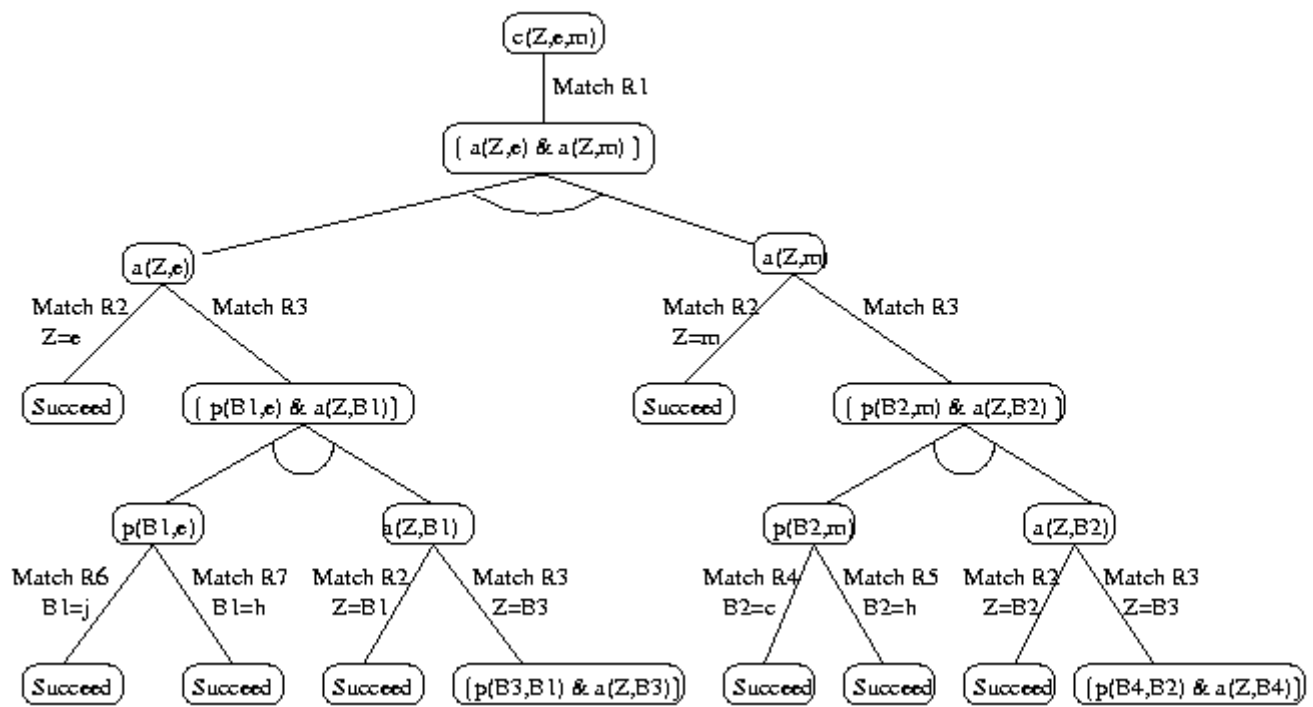 c(Z,e,m)
Match R1
[ a(Z,e) & a(Z,m) ]
a(Z,e)
a(Z,m)
Match R2
Z=e
Match R3
Match R2
Z=m
Match R3
Succeed
[ p(B1,e) & a(Z,B1)]
Succeed
[ p(B2,m) & a(Z,B2) ]
p(B1,e)
a(Z,B1)
p(B2,m)
a(Z,B2)
Match R6
B1=j
Match R7
B1=h
Match R2
Z=B1
Match R3
Z=B3
Match R4
B2=c
Match R5
B2=h
Match R2
Z=B2
Match R3
Z=B3
Succeed
Succeed
Succeed
[p(B3,B1) & a(Z,B3)]
Succeed
Succeed
Succeed
[p(B4,B2) & a(Z,B4)]